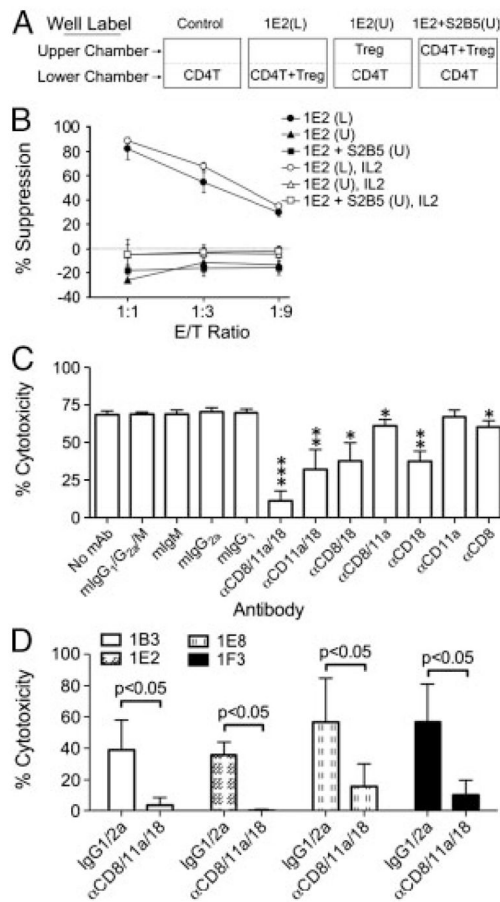 A
Well Label Control 1E2(L) 1E2(U) 1E2+S2B5(U)
Upper Chamber→ Treg CD4T+Treg
Lower Chamber→ CD4T CD4T+Treg CD4T CD4T
B
% Suppression
100
80
60
40
20
0
-20
-40
1:1 1:3 1:9
E/T Ratio
1E2 (L)
1E2 (U)
1E2 + S2B5 (U)
1E2 (L), IL2
1E2 (U), IL2
1E2 + S2B5 (U), IL2
C
% Cytotoxicity
100
75
50
25
0
*** ** * * ** *
No mAb mIgG1/G2a/M mIgM mIgG2a mIgG1 αCD8/11a/18 αCD11a/18 αCD8/18 αCD8/11a αCD18 αCD11a αCD8
Antibody
D
1B3 1E8
1E2 1F3
% Cytotoxicity
100
80
60
40
20
0
p<0.05 p<0.05 p<0.05 p<0.05
IgG1/2a αCD8/11a/18 IgG1/2a αCD8/11a/18 IgG1/2a αCD8/11a/18 IgG1/2a αCD8/11a/18